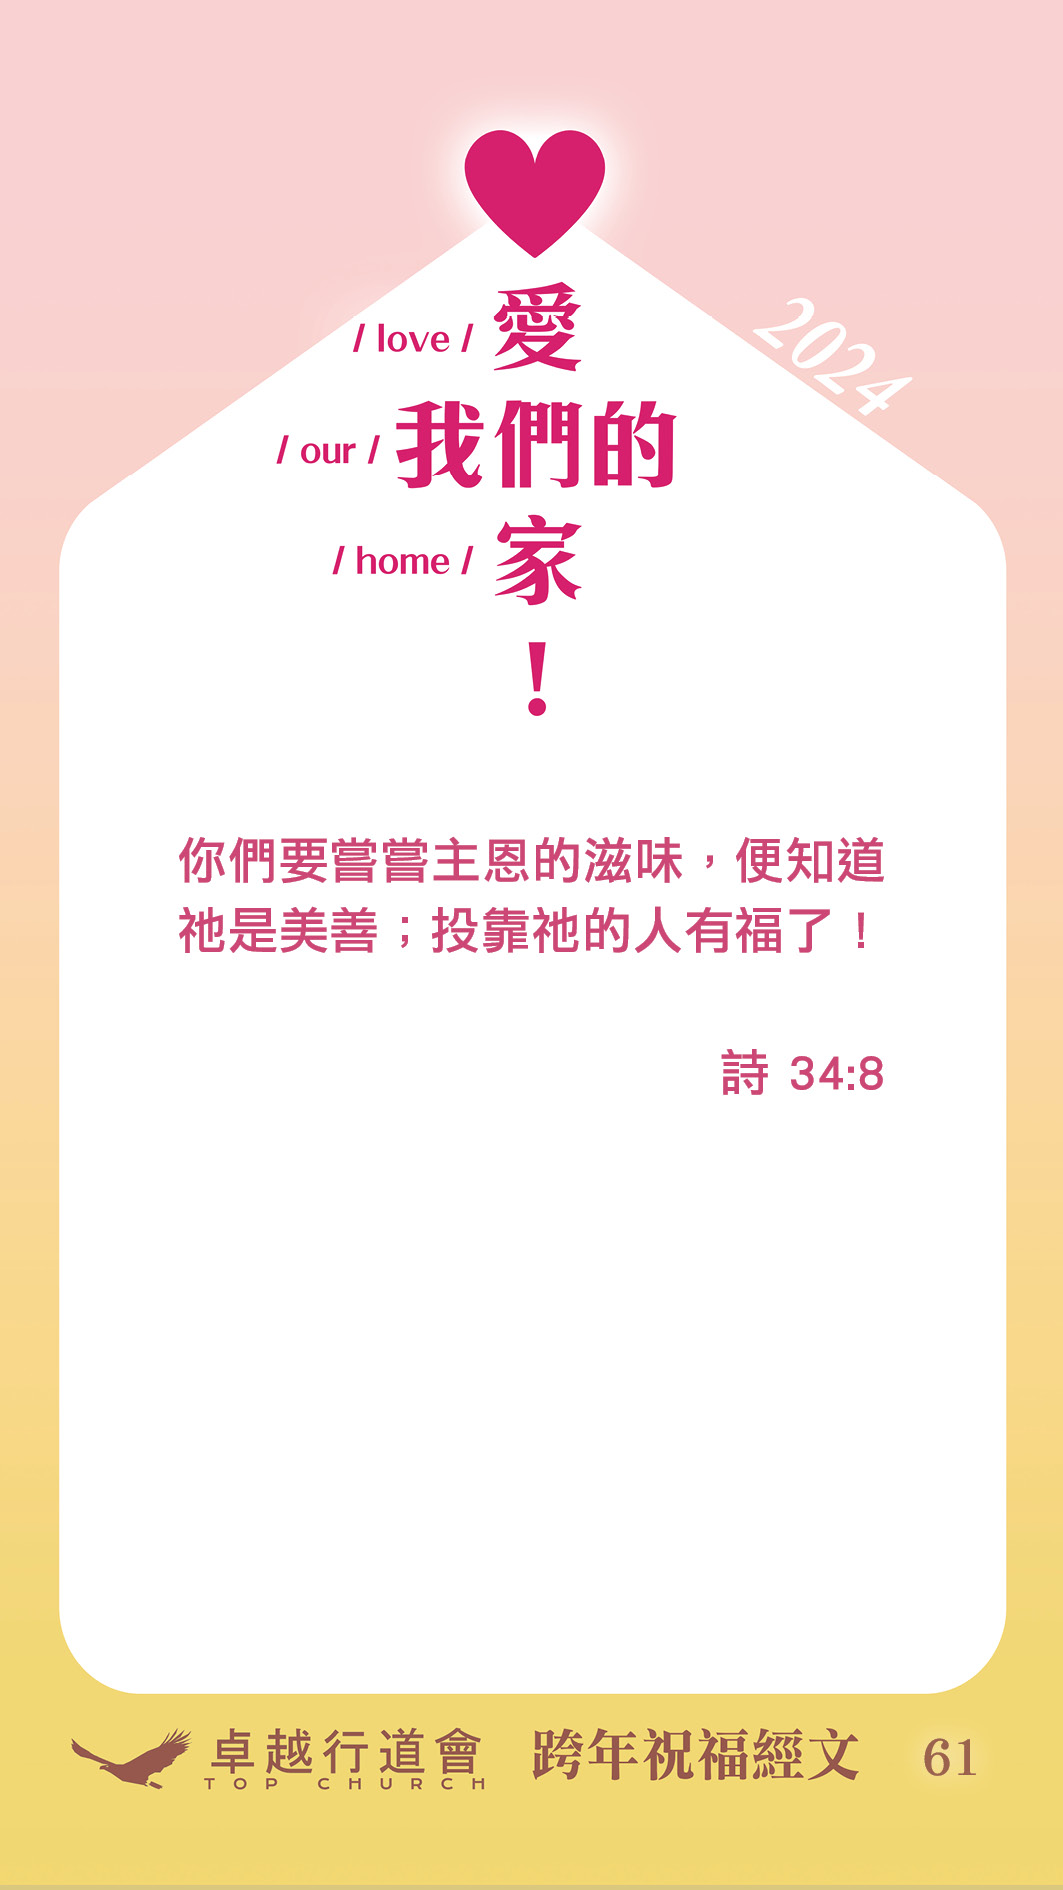 / love / 愛
2024
/ our / 我們的
/ home / 家
!
你們要嘗嘗主恩的滋味，便知道
祂是美善；投靠祂的人有福了！
詩 34:8
卓越行道會 跨年祝福經文 61
TOP CHURCH